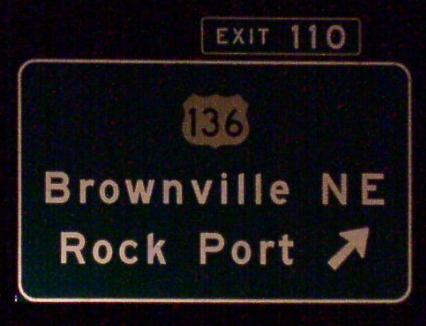 EXIT 110
136
Brownville NE
Rock Port